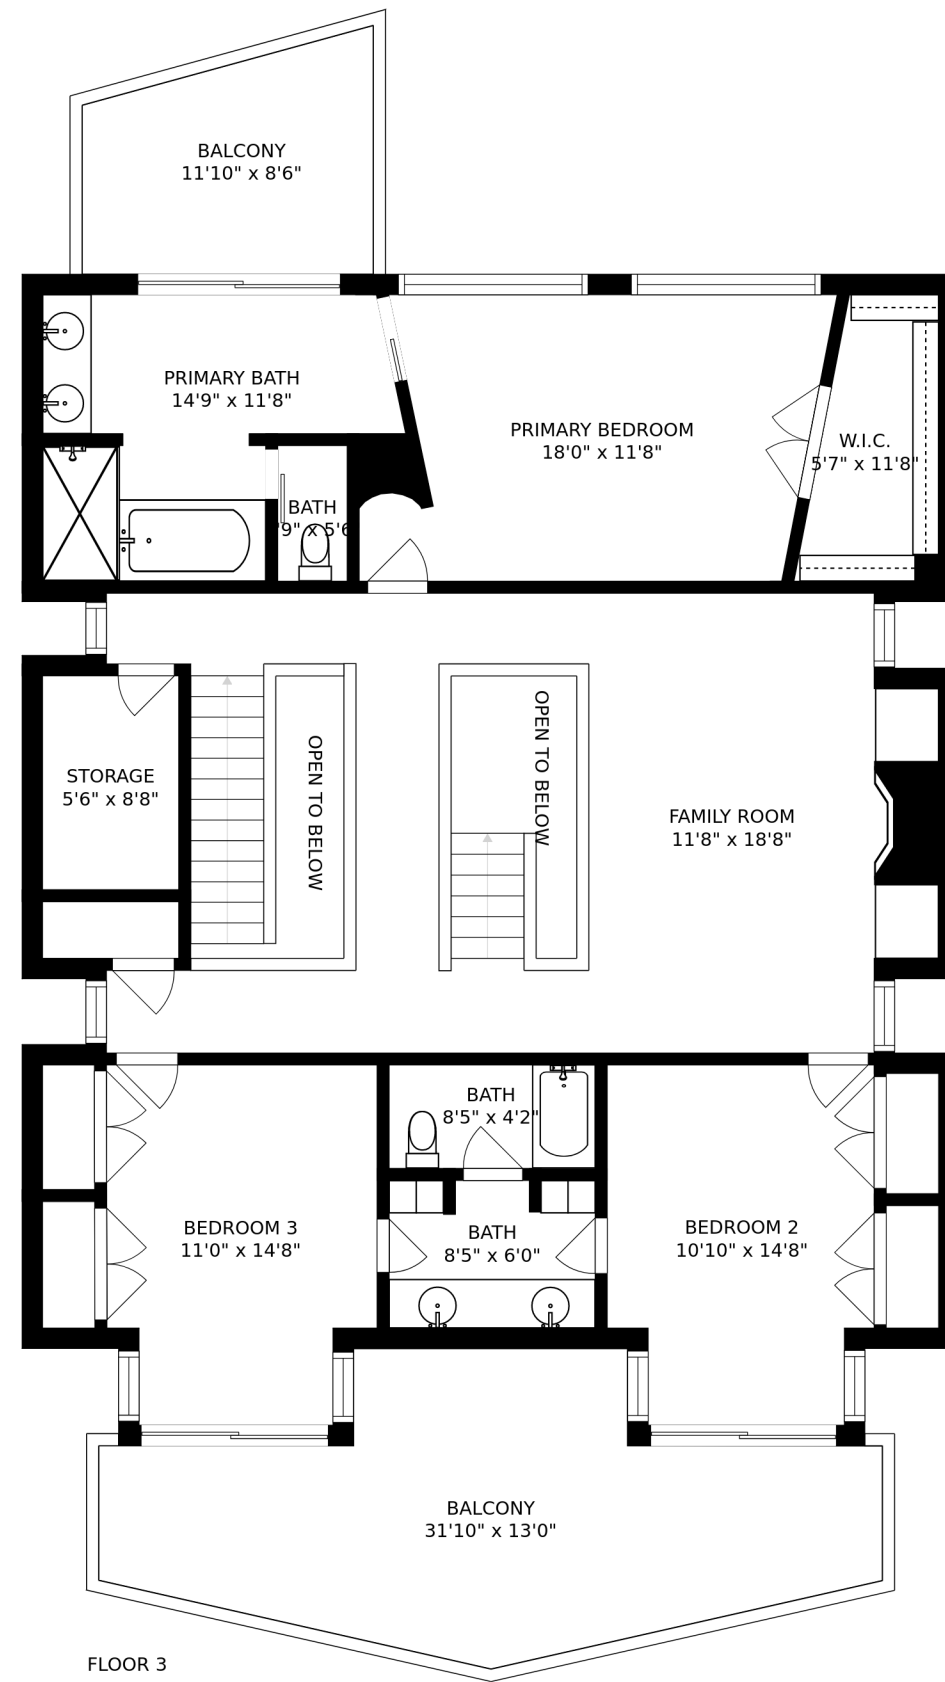 BALCONY
11'10" x 8'6"
PRIMARY BATH
14'9" x 11'8"
PRIMARY BEDROOM
18'0" x 11'8"
W.I.C.
5'7" x 11'8"
BATH
'9" x 5'6
STORAGE
5'6" x 8'8"
OPEN TO BELOW
OPEN TO BELOW
FAMILY ROOM
11'8" x 18'8"
BATH
8'5" x 4'2"
BEDROOM 3
11'0" x 14'8"
BATH
8'5" x 6'0"
BEDROOM 2
10'10" x 14'8"
BALCONY
31'10" x 13'0"
FLOOR 3